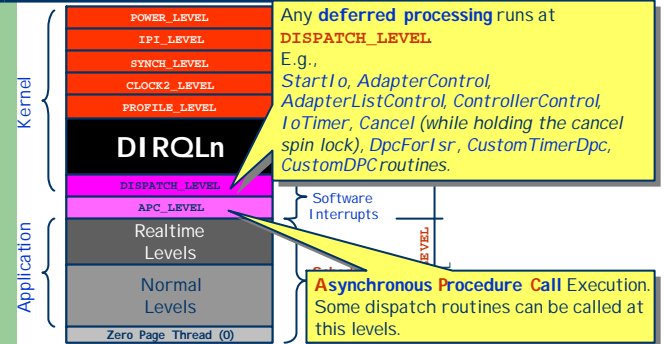 POWER_LEVEL
IPI_LEVEL
SYNCH_LEVEL
CLOCK2_LEVEL
PROFILE_LEVEL
DIRQLn
DISPATCH_LEVEL
APC_LEVEL
Realtime
Levels
Normal
Levels
Zero Page Thread (0)
Kernel
Application
Any deferred processing runs at
DISPATCH_LEVEL
E.g.,
StartIo, AdapterControl,
AdapterListControl, ControllerControl,
IoTimer, Cancel (while holding the cancel
spin lock), DpcForIsr, CustomTimerDpc,
CustomDPC routines.
Software
Interrupts
Asynchronous Procedure Call Execution.
Some dispatch routines can be called at
this levels.